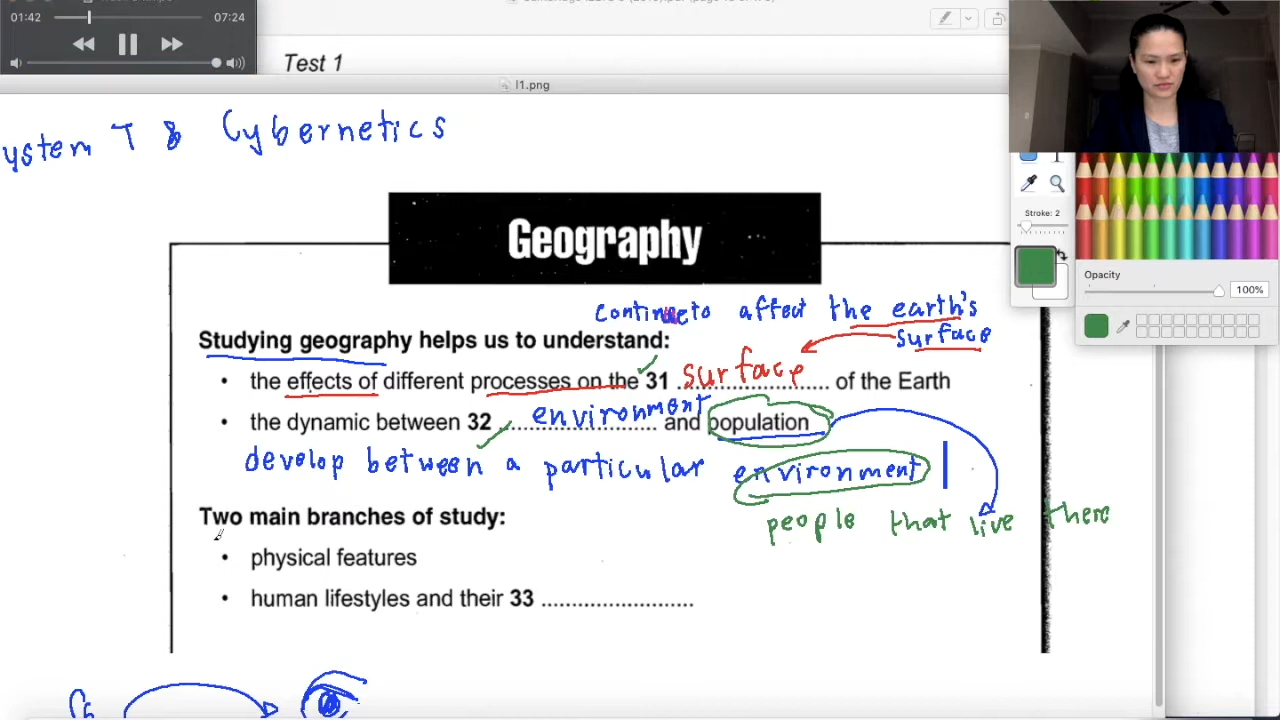 01:42 07:24
Test 1
l1.png
ystem T & Cybernetics
Geography
continue to affect the earth's
surface
Studying geography helps us to understand:
• the effects of different processes on the 31 surface of the Earth
• the dynamic between 32 environment and population
develop between a particular environment
people that live there
Two main branches of study:
• physical features
• human lifestyles and their 33 .........................
Stroke: 2
Opacity
100%